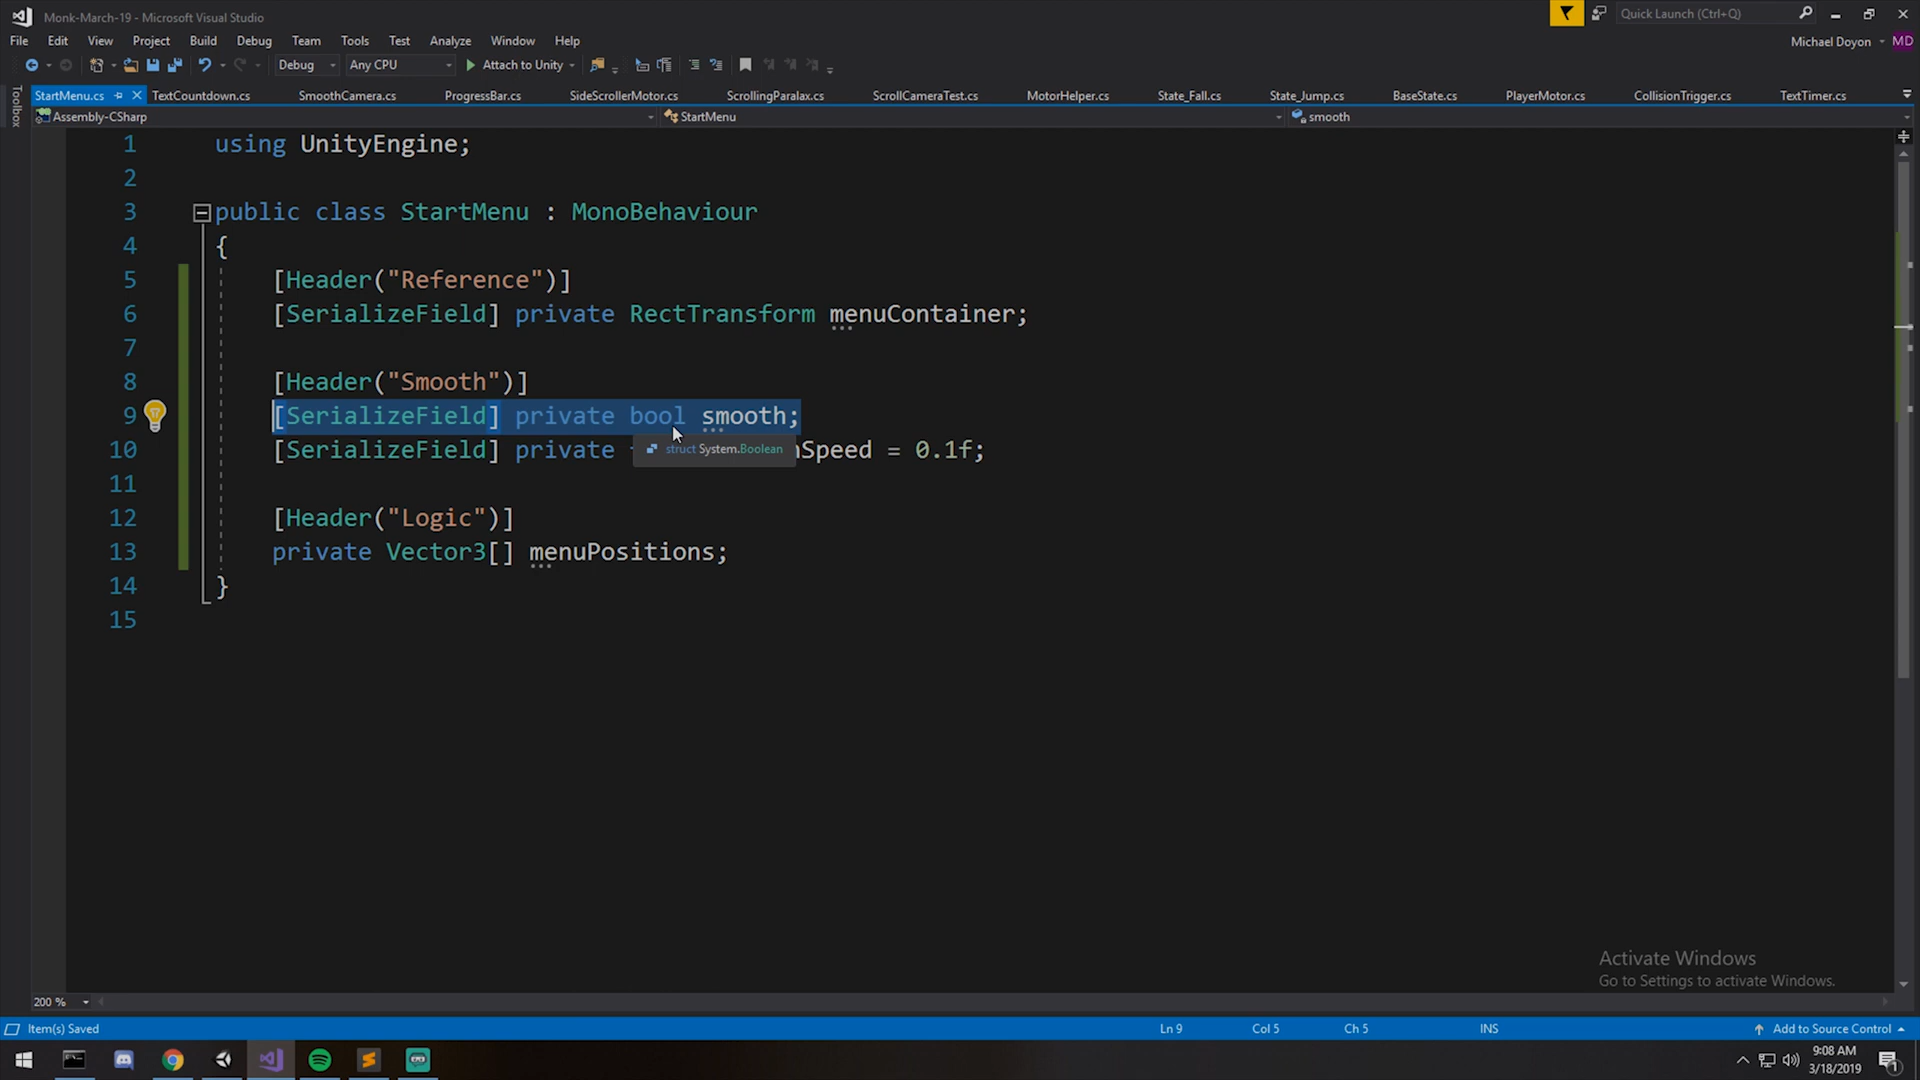 Monk-March-19 - Microsoft Visual Studio
Quick Launch (Ctrl+Q)
File Edit View Project Build Debug Team Tools Test Analyze Window Help
Michael Doyon MD
Debug Any CPU Attach to Unity
Toolbox
StartMenu.cs TextCountdown.cs SmoothCamera.cs ProgressBar.cs SideScrollerMotor.cs ScrollingParalax.cs ScrollCameraTest.cs MotorHelper.cs State_Fall.cs State_Jump.cs BaseState.cs PlayerMotor.cs CollisionTrigger.cs TextTimer.cs
Assembly-CSharp StartMenu smooth
1 using UnityEngine;
2
3 public class StartMenu : MonoBehaviour
4 {
5 [Header("Reference")]
6 [SerializeField] private RectTransform menuContainer;
7
8 [Header("Smooth")]
9 [SerializeField] private bool smooth;
10 [SerializeField] private Speed = 0.1f;
struct System.Boolean
11
12 [Header("Logic")]
13 private Vector3[] menuPositions;
14 }
15
Activate Windows
Go to Settings to activate Windows.
200 %
Item(s) Saved Ln 9 Col 5 Ch 5 INS Add to Source Control
9:08 AM
3/18/2019
1